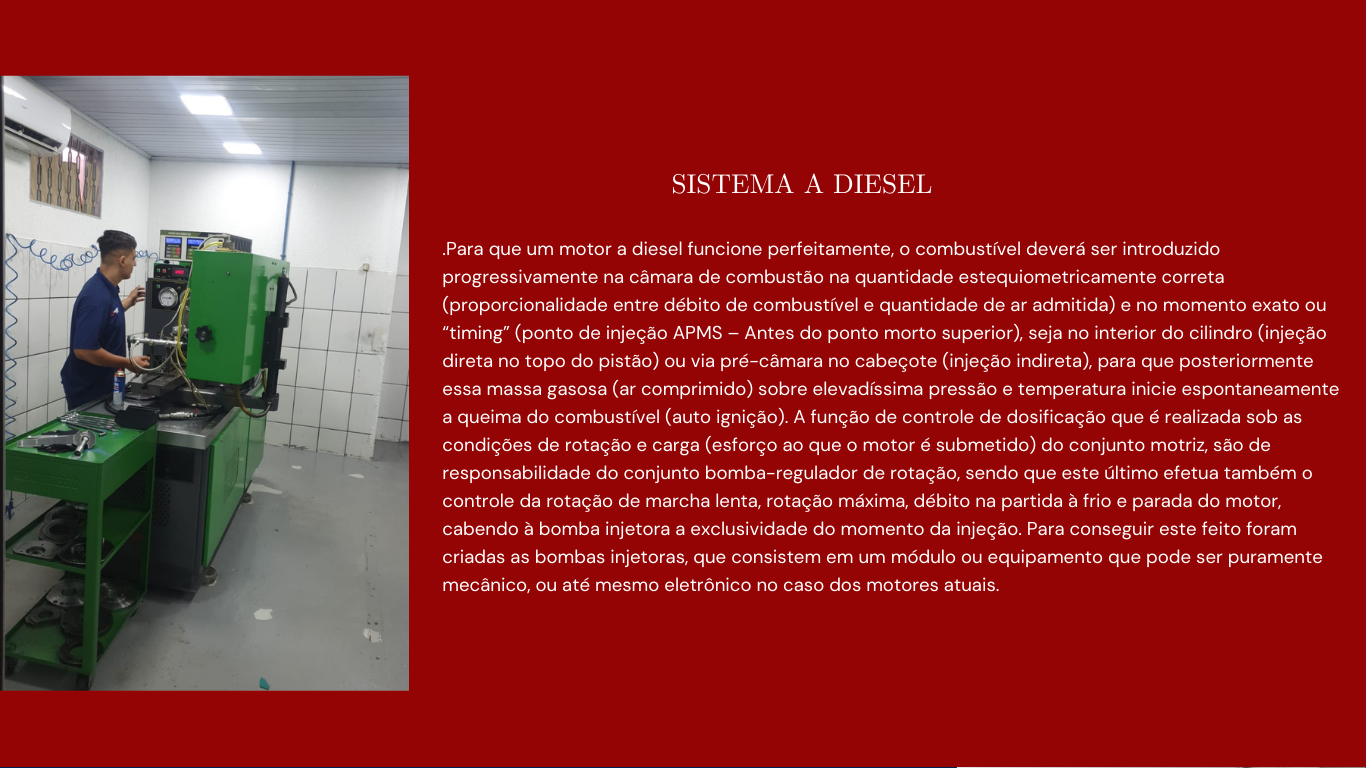 SISTEMA A DIESEL
.Para que um motor a diesel funcione perfeitamente, o combustível deverá ser introduzido
progressivamente na câmara de combustão na quantidade estequiometricamente correta
(proporcionalidade entre débito de combustível e quantidade de ar admitida) e no momento exato ou
“timing” (ponto de injeção APMS – Antes do ponto morto superior), seja no interior do cilindro (injeção
direta no topo do pistão) ou via pré-câmara no cabeçote (injeção indireta), para que posteriormente
essa massa gasosa (ar comprimido) sobre elevadíssima pressão e temperatura inicie espontaneamente
a queima do combustível (auto ignição). A função de controle de dosificação que é realizada sob as
condições de rotação e carga (esforço ao que o motor é submetido) do conjunto motriz, são de
responsabilidade do conjunto bomba-regulador de rotação, sendo que este último efetua também o
controle da rotação de marcha lenta, rotação máxima, débito na partida à frio e parada do motor,
cabendo à bomba injetora a exclusividade do momento da injeção. Para conseguir este feito foram
criadas as bombas injetoras, que consistem em um módulo ou equipamento que pode ser puramente
mecânico, ou até mesmo eletrônico no caso dos motores atuais.